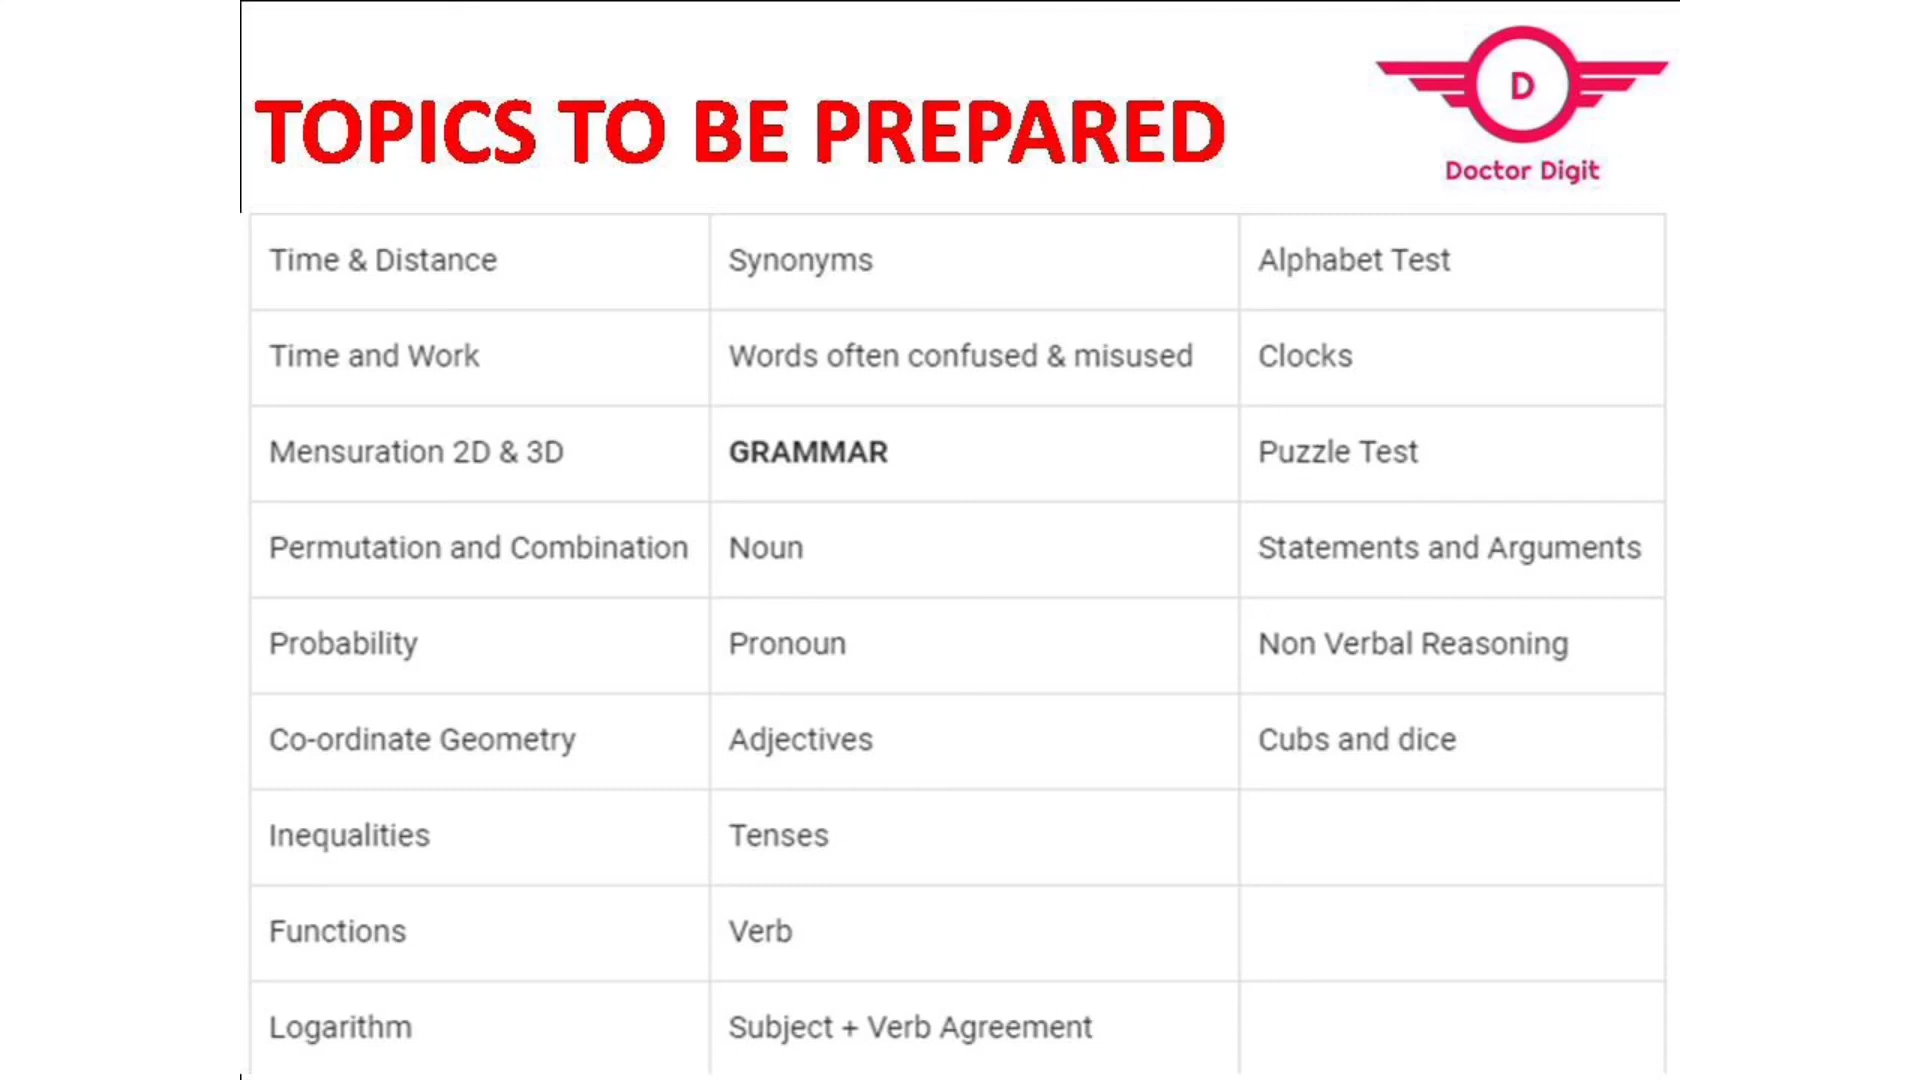 TOPICS TO BE PREPARED
D
Doctor Digit
Time & Distance Synonyms Alphabet Test
Time and Work Words often confused & misused Clocks
Mensuration 2D & 3D GRAMMAR Puzzle Test
Permutation and Combination Noun Statements and Arguments
Probability Pronoun Non Verbal Reasoning
Co-ordinate Geometry Adjectives Cubs and dice
Inequalities Tenses
Functions Verb
Logarithm Subject + Verb Agreement